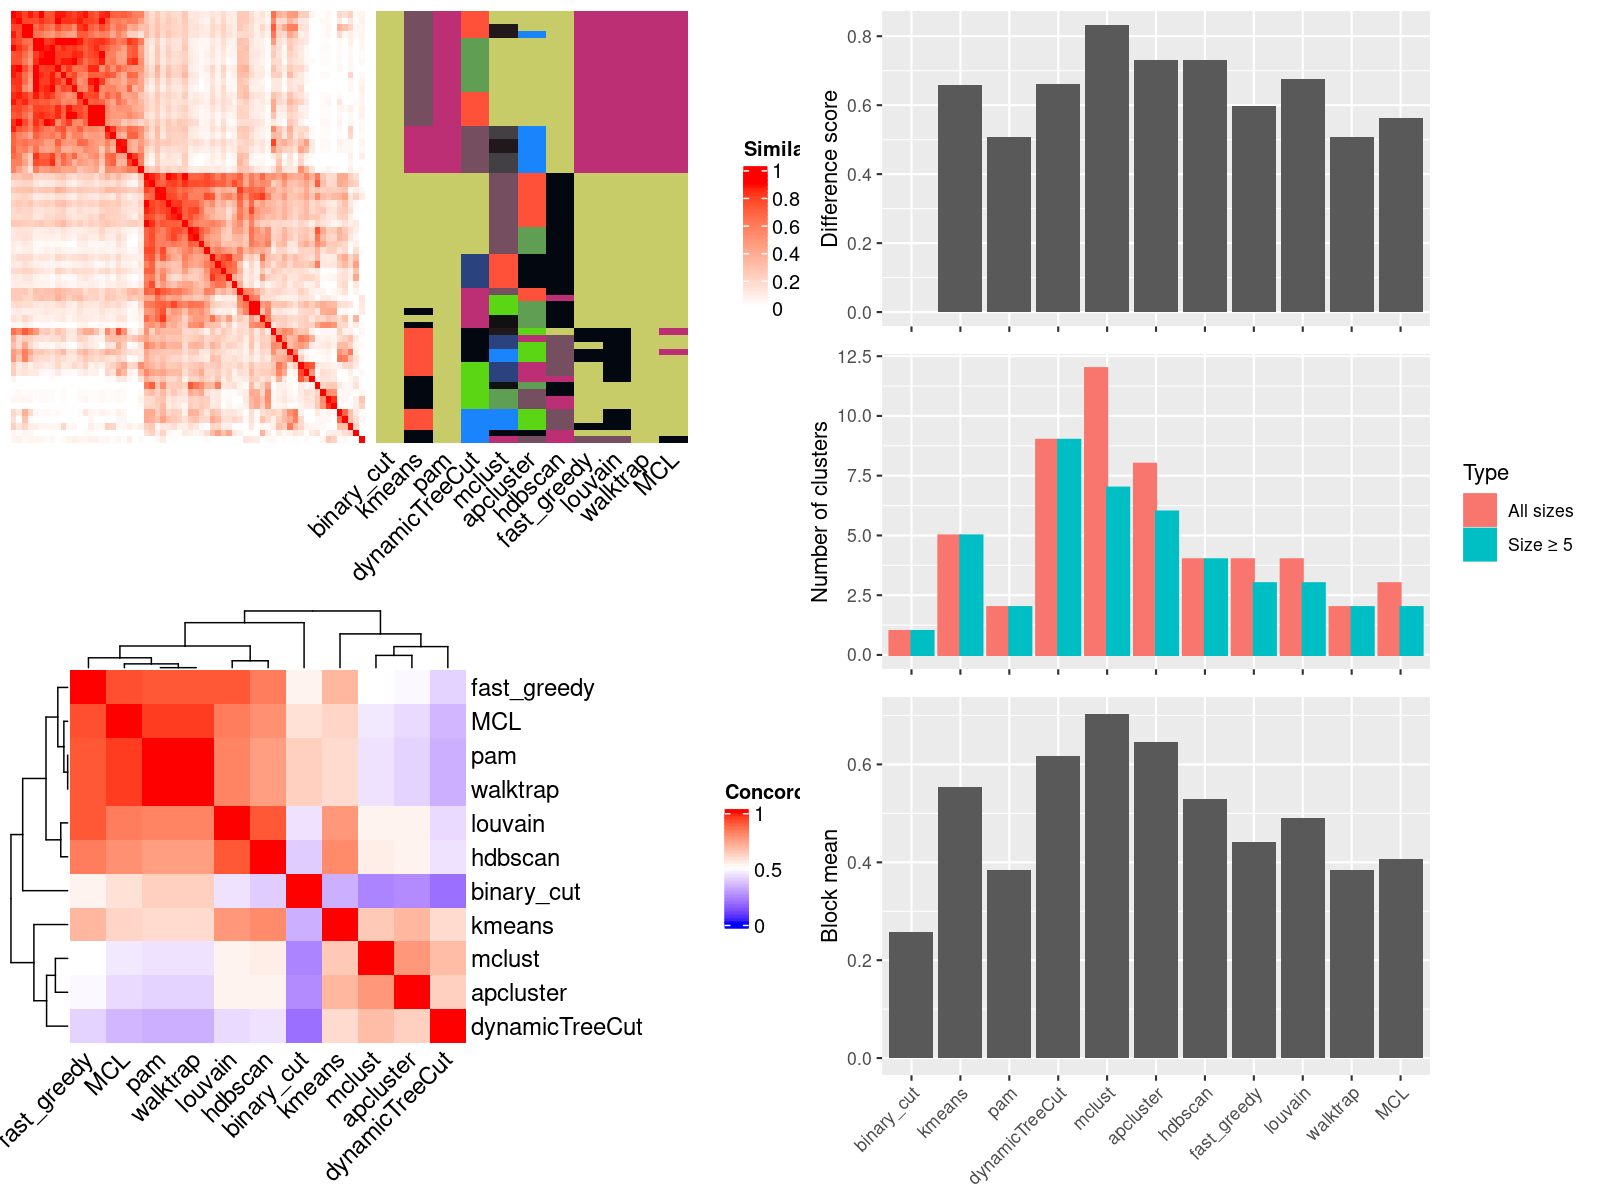 Simila
1
0.8
0.6
0.4
0.2
0
binary_cut
kmeans
pam
dynamicTreeCut
mclust
apcluster
hdbscan
fast_greedy
louvain
walktrap
MCL
fast_greedy
MCL
pam
walktrap
louvain
hdbscan
binary_cut
kmeans
mclust
apcluster
dynamicTreeCut
fast_greedy
MCL
pam
walktrap
louvain
hdbscan
binary_cut
kmeans
mclust
apcluster
dynamicTreeCut
Concord
1
0.5
0
Difference score
0.8
0.6
0.4
0.2
0.0
Number of clusters
12.5
10.0
7.5
5.0
2.5
0.0
Type
All sizes
Size ≥ 5
Block mean
0.6
0.4
0.2
0.0
binary_cut
kmeans
pam
dynamicTreeCut
mclust
apcluster
hdbscan
fast_greedy
louvain
walktrap
MCL